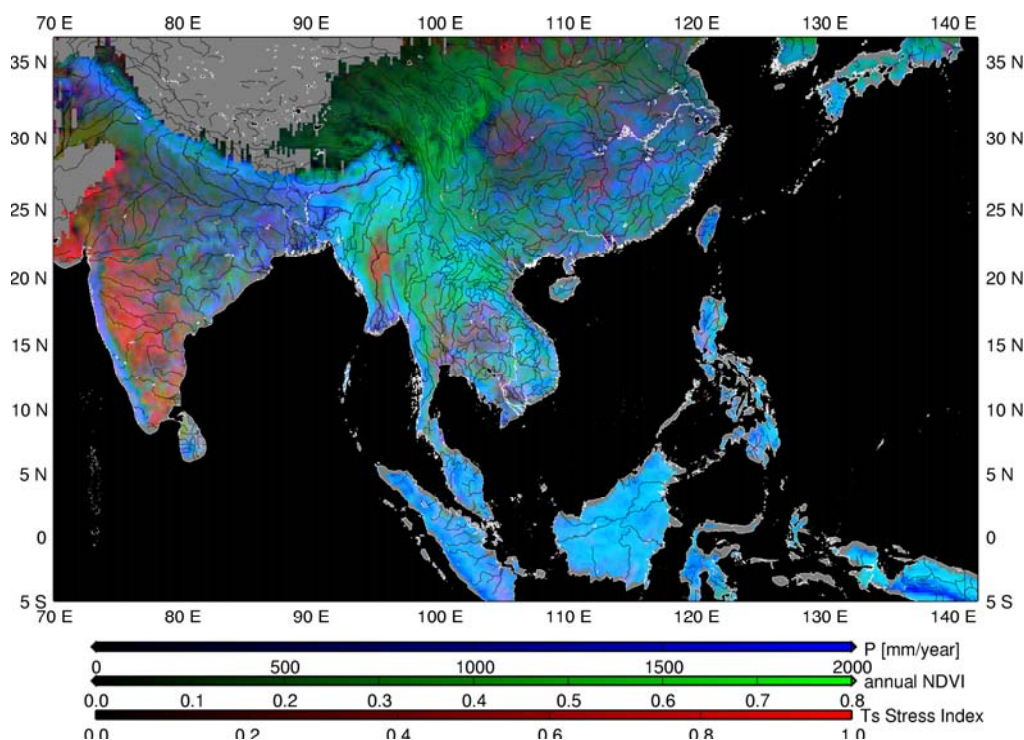 70 E 80 E 90 E 100 E 110 E 120 E 130 E 140 E
35 N 35 N
30 N 30 N
25 N 25 N
20 N 20 N
15 N 15 N
10 N 10 N
5 N 5 N
0 0
5 S 5 S
70 E 80 E 90 E 100 E 110 E 120 E 130 E 140 E
P [mm/year]
0 500 1000 1500 2000
annual NDVI
0.0 0.1 0.2 0.3 0.4 0.5 0.6 0.7 0.8
Ts Stress Index
0.0 0.2 0.4 0.6 0.8 1.0